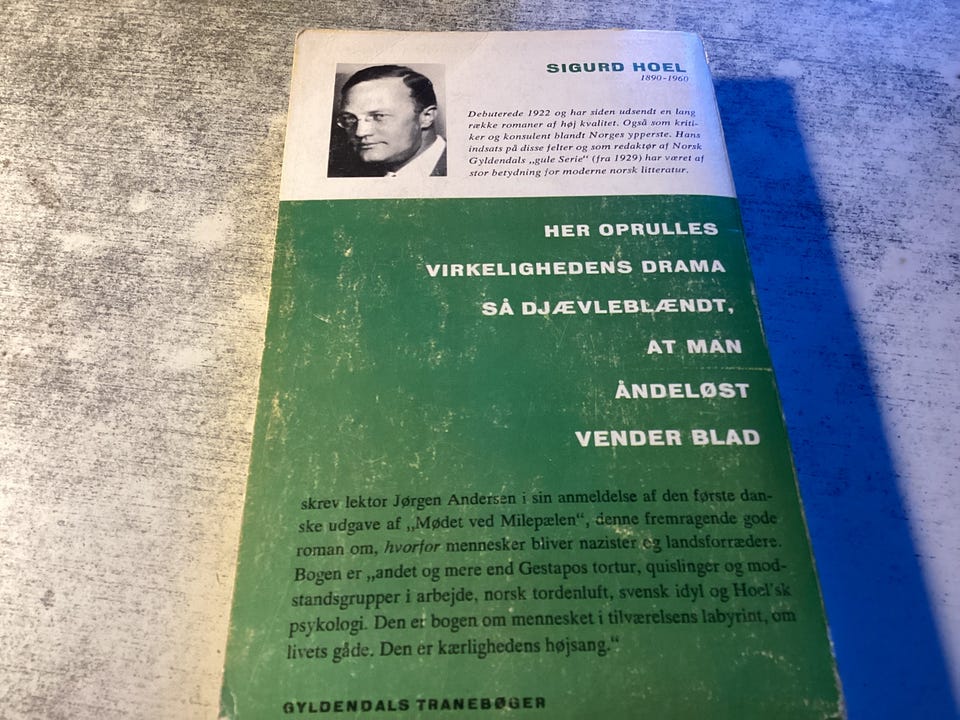 SIGURD HOEL
1890-1960
Debuterede 1922 og har siden udsendt en lang
række romaner af høj kvalitet. Også som kriti-
ker og konsulent blandt Norges ypperste. Hans
indsats på disse felter og som redaktør af Norsk
Gyldendals „gule Serie“ (fra 1929) har været af
stor betydning for moderne norsk litteratur.
HER OPRULLES
VIRKELIGHEDENS DRAMA
SÅ DJÆVLEBLÆNDT,
AT MAN
ÅNDELØST
VENDER BLAD
skrev lektor Jørgen Andersen i sin anmeldelse af den første dan-
ske udgave af „Mødet ved Milepælen“, denne fremragende gode
roman om, hvorfor mennesker bliver nazister og landsforrædere.
Bogen er „andet og mere end Gestapos tortur, quislinger og mod-
standsgrupper i arbejde, norsk tordenluft, svensk idyl og Hoel'sk
psykologi. Den er bogen om mennesket i tilværelsens labyrint, om
livets gåde. Den er kærlighedens højsang.“
GYLDENDALS TRANEBØGER